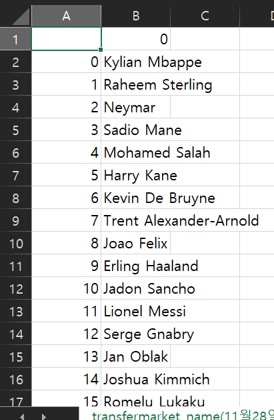 A B C
1 0
2 0 Kylian Mbappe
3 1 Raheem Sterling
4 2 Neymar
5 3 Sadio Mane
6 4 Mohamed Salah
7 5 Harry Kane
8 6 Kevin De Bruyne
9 7 Trent Alexander-Arnold
10 8 Joao Felix
11 9 Erling Haaland
12 10 Jadon Sancho
13 11 Lionel Messi
14 12 Serge Gnabry
15 13 Jan Oblak
16 14 Joshua Kimmich
17 15 Romelu Lukaku
transfermarket_name(11월28일